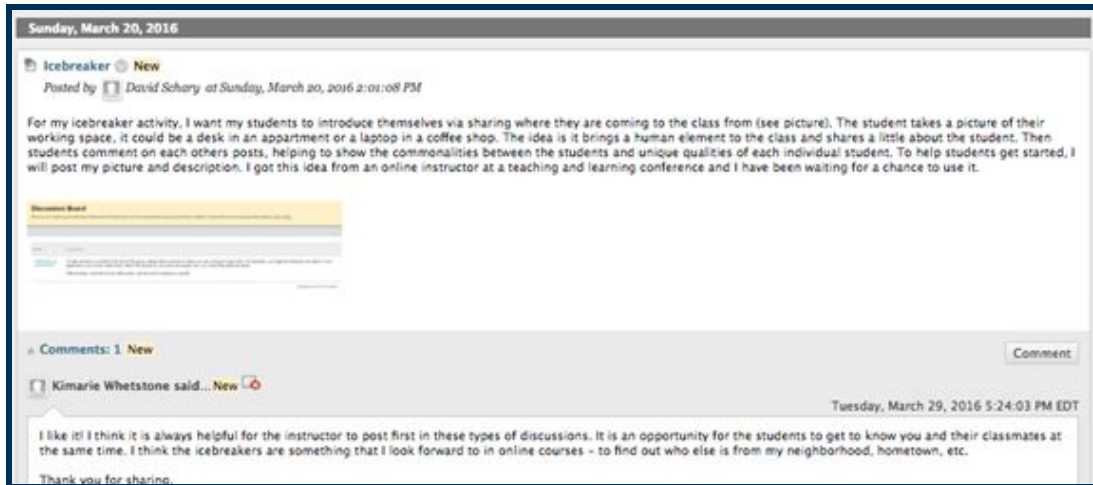 Sunday, March 20, 2016
Icebreaker New
Posted by David Schary at Sunday, March 20, 2016 2:01:08 PM
For my icebreaker activity, I want my students to introduce themselves via sharing where they are coming to the class from (see picture). The student takes a picture of their
working space, it could be a desk in an appartment or a laptop in a coffee shop. The idea is it brings a human element to the class and shares a little about the student. Then
students comment on each others posts, helping to show the commonalities between the students and unique qualities of each individual student. To help students get started, I
will post my picture and description. I got this idea from an online instructor at a teaching and learning conference and I have been waiting for a chance to use it.
Discussion Board
Comments: 1 New
Comment
Kimarie Whetstone said... New
Tuesday, March 29, 2016 5:24:03 PM EDT
I like it! I think it is always helpful for the instructor to post first in these types of discussions. It is an opportunity for the students to get to know you and their classmates at
the same time. I think the icebreakers are something that I look forward to in online courses - to find out who else is from my neighborhood, hometown, etc.
Thank you for sharing.